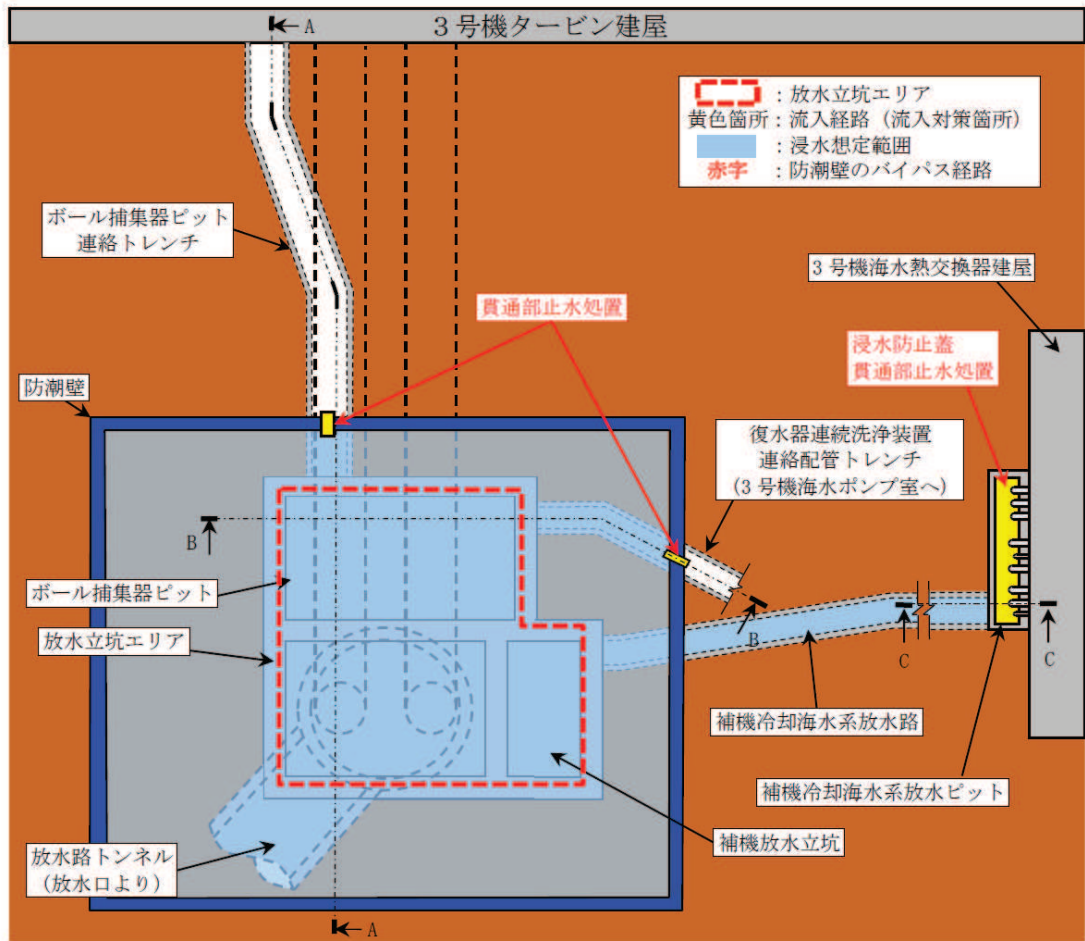 3号機タービン建屋
A
：放水立坑エリア
黄色箇所：流入経路（流入対策箇所）
：浸水想定範囲
赤字：防潮壁のバイパス経路
ボール捕集器ピット
連絡トレンチ
3号機海水熱交換器建屋
貫通部止水処置
浸水防止蓋
貫通部止水処置
防潮壁
復水器連続洗浄装置
連絡配管トレンチ
(3号機海水ポンプ室へ)
B
ボール捕集器ピット
放水立坑エリア
B
C
C
補機冷却海水系放水路
補機冷却海水系放水ピット
補機放水立坑
放水路トンネル
（放水口より）
A